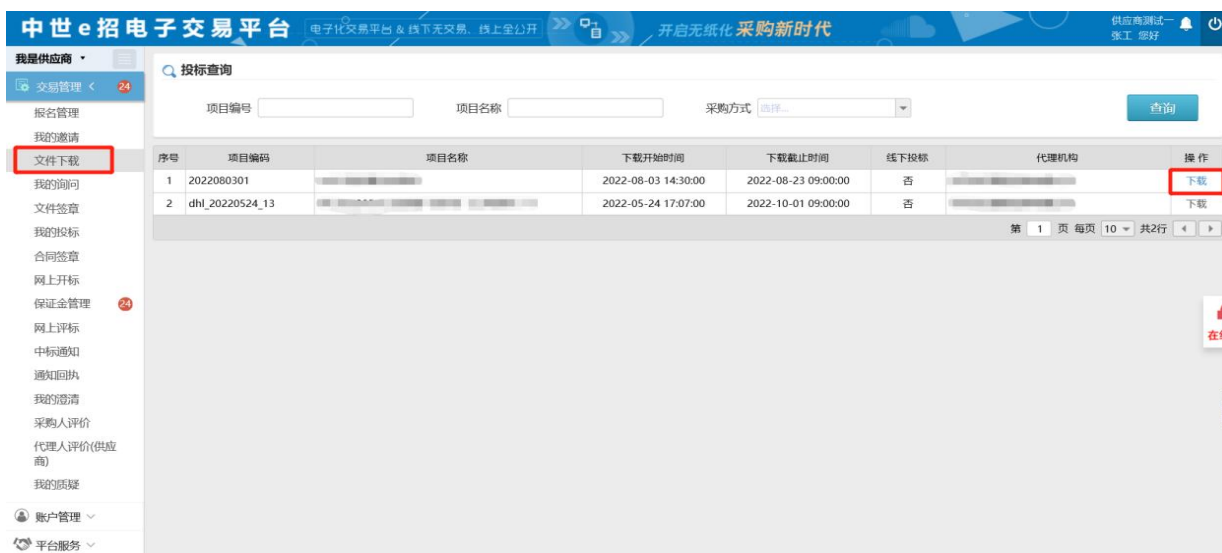 中世e招电子交易平台 电子化交易平台 & 线下无交易、线上全公开 开启无纸化 采购新时代 供应商测试一
张工 您好
我是供应商
交易管理 24
报名管理
我的邀请
文件下载
我的询问
文件签章
我的投标
合同签章
网上开标
保证金管理 24
网上评标
中标通知
通知回执
我的澄清
采购人评价
代理人评价(供应
商)
我的质疑
账户管理
平台服务
投标查询
项目编号 项目名称 采购方式 选择... 查询
序号 项目编码 项目名称 下载开始时间 下载截止时间 线下投标 代理机构 操作
1 2022080301 2022-08-03 14:30:00 2022-08-23 09:00:00 否 下载
2 dhl_20220524_13 2022-05-24 17:07:00 2022-10-01 09:00:00 否 下载
第 1 页 每页 10 共2行